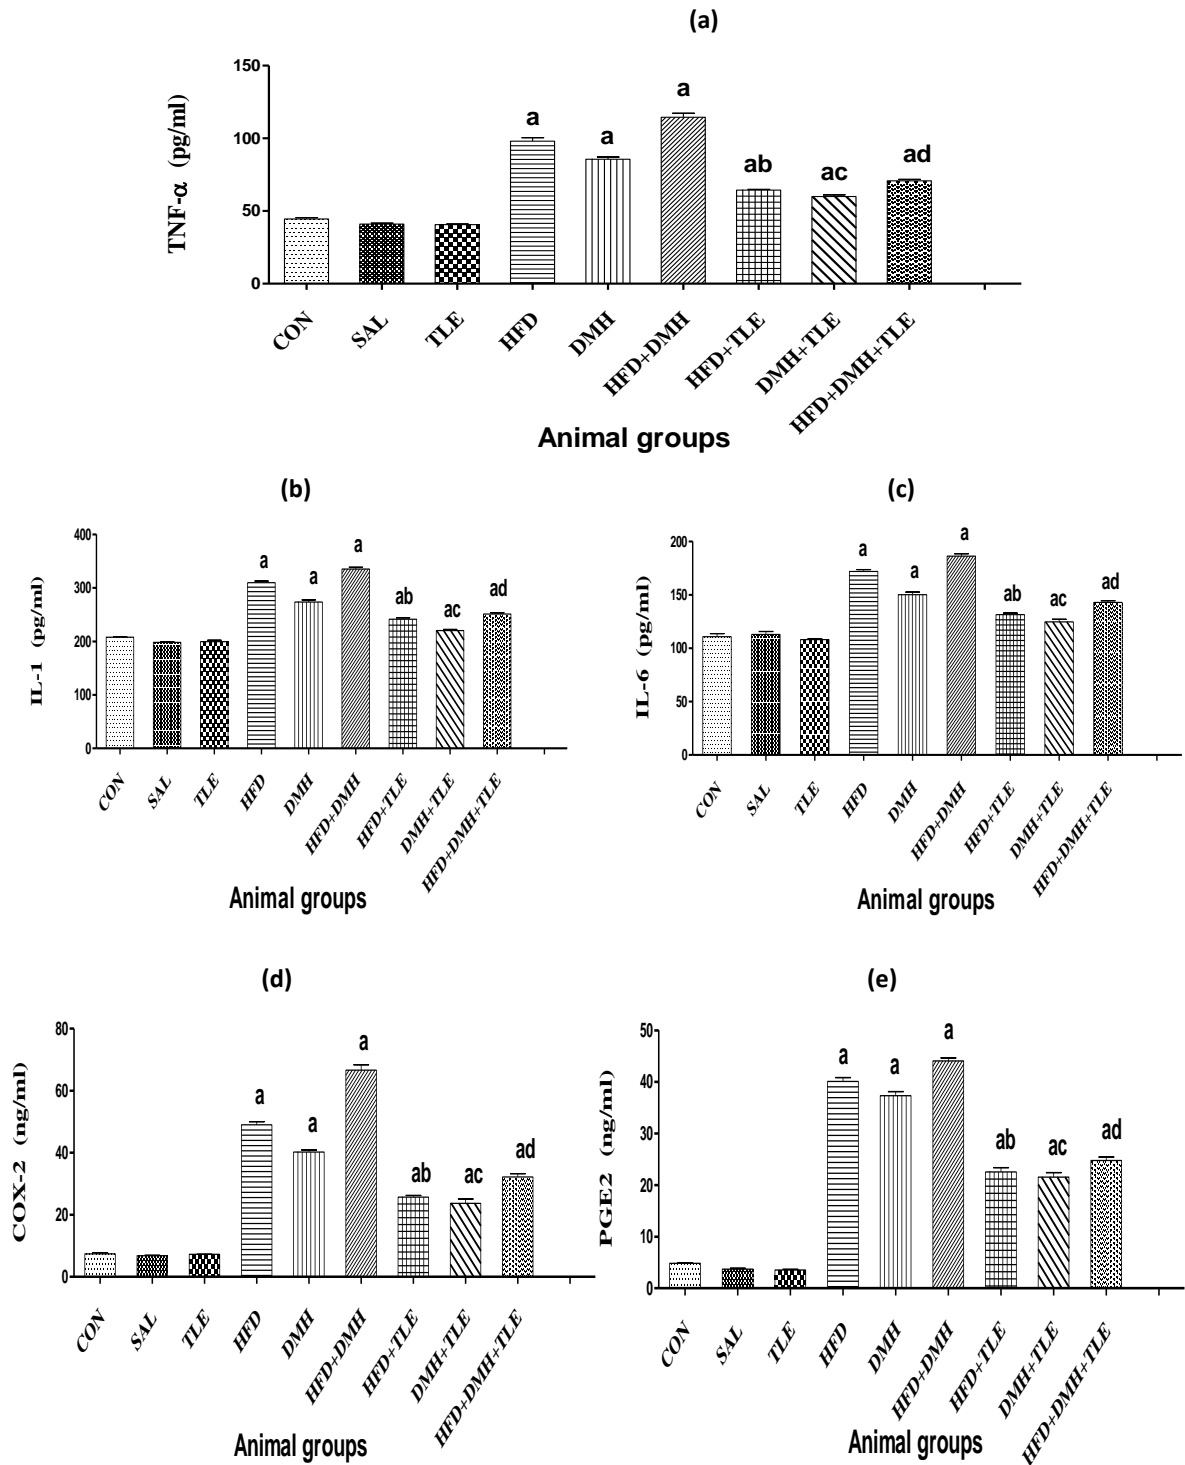 (a)
TNF-α (pg/ml)
150
100
50
0
a
a
a
ab
ac
ad
CON
SAL
TLE
HFD
DMH
HFD+DMH
HFD+TLE
DMH+TLE
HFD+DMH+TLE
Animal groups
(b)
IL-1 (pg/ml)
400
300
200
100
0
a
a
a
ab
ac
ad
CON
SAL
TLE
HFD
DMH
HFD+DMH
HFD+TLE
DMH+TLE
HFD+DMH+TLE
Animal groups
(c)
IL-6 (pg/ml)
200
150
100
50
0
a
a
a
ab
ac
ad
CON
SAL
TLE
HFD
DMH
HFD+DMH
HFD+TLE
DMH+TLE
HFD+DMH+TLE
Animal groups
(d)
COX-2 (ng/ml)
80
60
40
20
0
a
a
a
ab
ac
ad
CON
SAL
TLE
HFD
DMH
HFD+DMH
HFD+TLE
DMH+TLE
HFD+DMH+TLE
Animal groups
(e)
PGE2 (ng/ml)
50
40
30
20
10
0
a
a
a
ab
ac
ad
CON
SAL
TLE
HFD
DMH
HFD+DMH
HFD+TLE
DMH+TLE
HFD+DMH+TLE
Animal groups